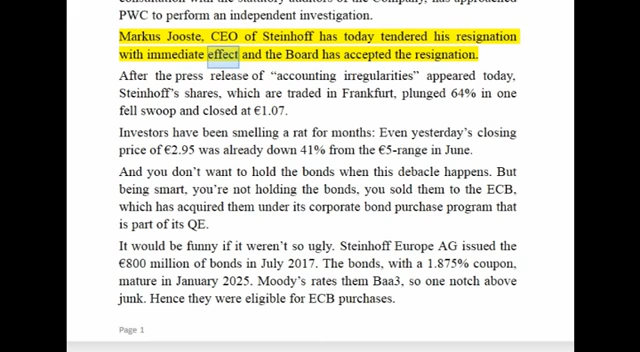 consultation with the statutory auditors of the Company, has approached
PWC to perform an independent investigation.
Markus Jooste, CEO of Steinhoff has today tendered his resignation
with immediate effect and the Board has accepted the resignation.
After the press release of “accounting irregularities” appeared today,
Steinhoff’s shares, which are traded in Frankfurt, plunged 64% in one
fell swoop and closed at €1.07.
Investors have been smelling a rat for months: Even yesterday’s closing
price of €2.95 was already down 41% from the €5-range in June.
And you don’t want to hold the bonds when this debacle happens. But
being smart, you’re not holding the bonds, you sold them to the ECB,
which has acquired them under its corporate bond purchase program that
is part of its QE.
It would be funny if it weren’t so ugly. Steinhoff Europe AG issued the
€800 million of bonds in July 2017. The bonds, with a 1.875% coupon,
mature in January 2025. Moody’s rates them Baa3, so one notch above
junk. Hence they were eligible for ECB purchases.
Page 1